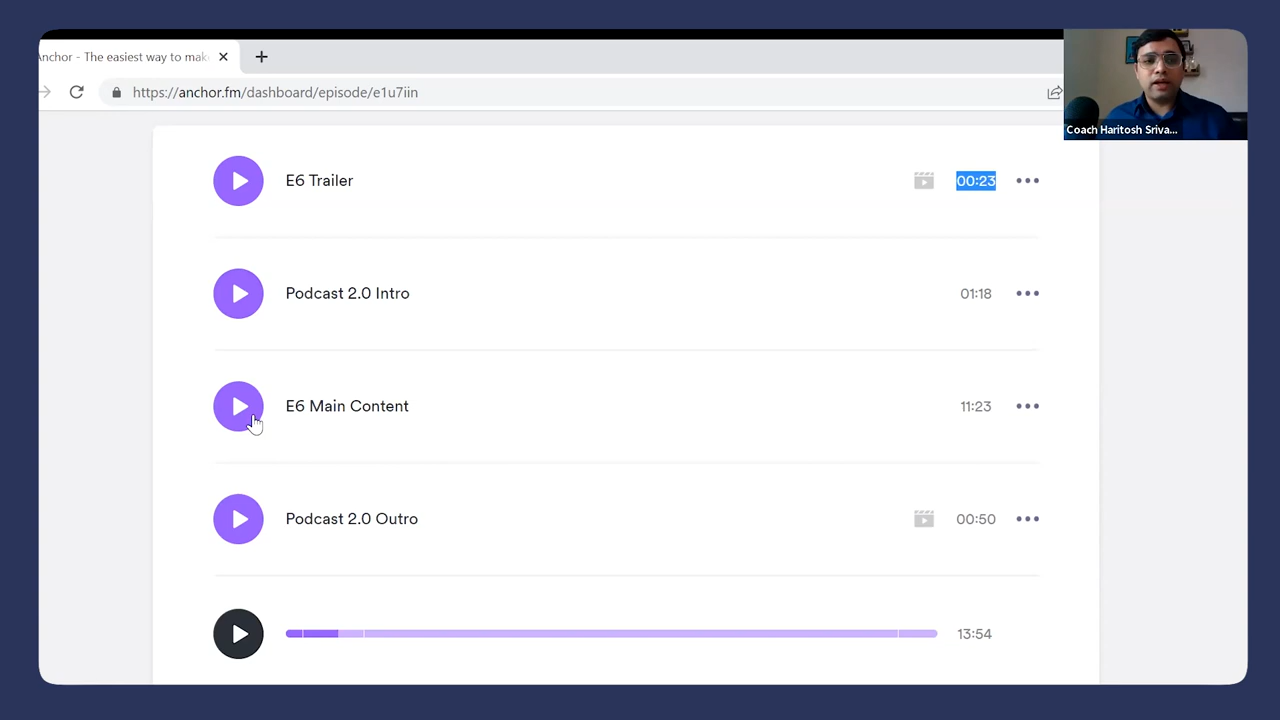 Anchor - The easiest way to mak
https://anchor.fm/dashboard/episode/e1u7iin
Coach Haritosh Sriva...
E6 Trailer 00:23
Podcast 2.0 Intro 01:18
E6 Main Content 11:23
Podcast 2.0 Outro 00:50
13:54